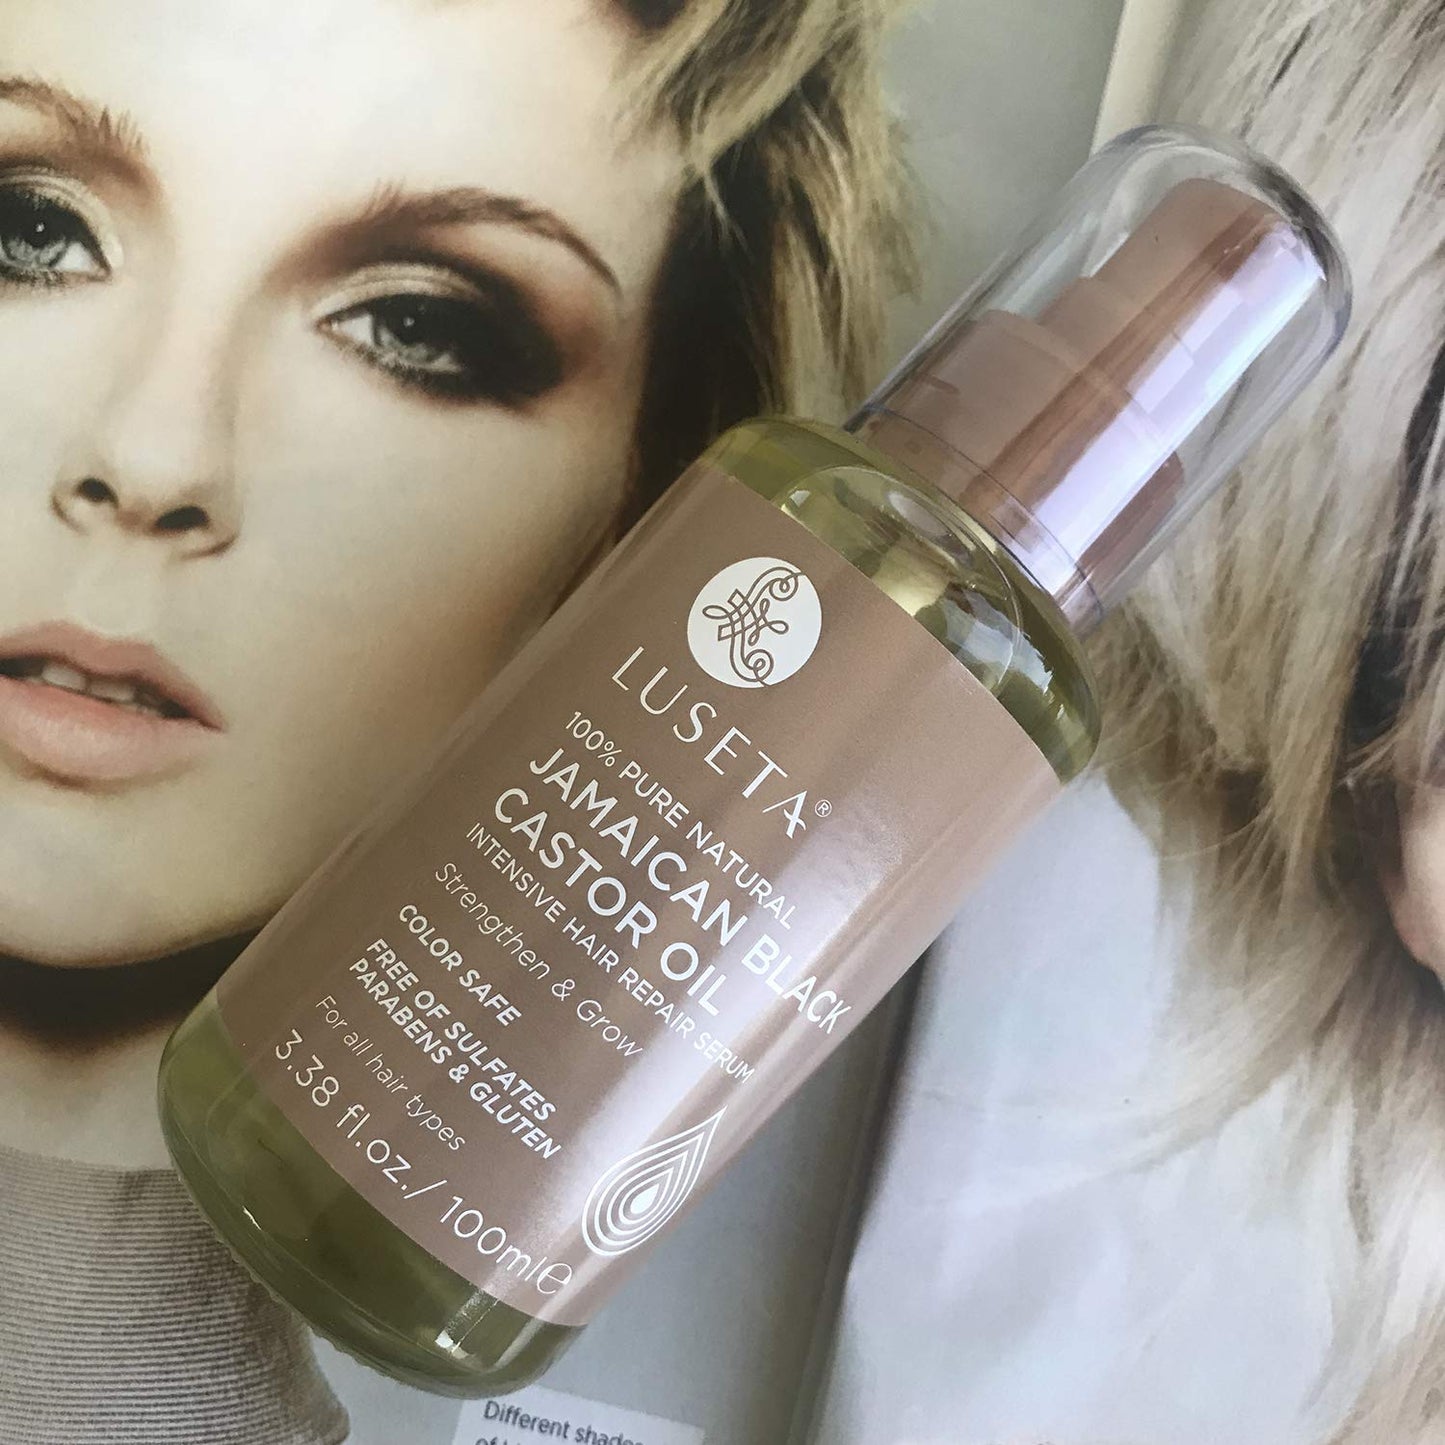 LUSETA®
100% PURE NATURAL
JAMAICAN BLACK
CASTOR OIL
INTENSIVE HAIR REPAIR SERUM
Strengthen & Grow
COLOR SAFE
FREE OF SULFATES
PARABENS & GLUTEN
For all hair types
3.38 fl.oz./ 100ml℮
Different